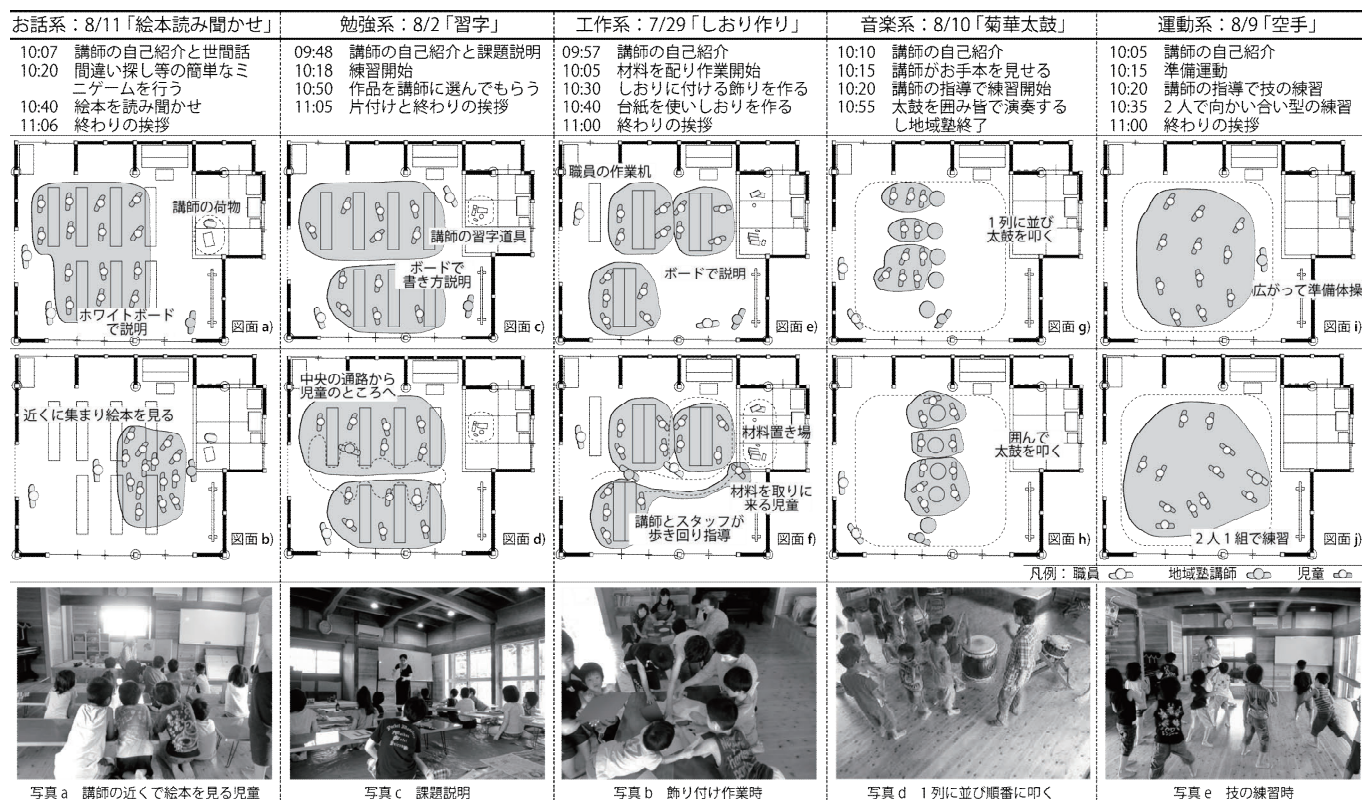 お話系：8/11「絵本読み聞かせ」
10:07 講師の自己紹介と世間話
10:20 間違い探し等の簡単なミ
ニゲームを行う
10:40 絵本を読み聞かせ
11:06 終わりの挨拶
勉強系：8/2「習字」
09:48 講師の自己紹介と課題説明
10:18 練習開始
10:50 作品を講師に選んでもらう
11:05 片付けと終わりの挨拶
工作系：7/29「しおり作り」
09:57 講師の自己紹介
10:05 材料を配り作業開始
10:30 しおりに付ける飾りを作る
10:40 台紙を使いしおりを作る
11:00 終わりの挨拶
音楽系：8/10「菊華太鼓」
10:10 講師の自己紹介
10:15 講師がお手本を見せる
10:20 講師の指導で練習開始
10:55 太鼓を囲み皆で演奏する
し地域塾終了
運動系：8/9「空手」
10:05 講師の自己紹介
10:15 準備運動
10:20 講師の指導で技の練習
10:35 2人で向かい合い型の練習
11:00 終わりの挨拶
講師の荷物
ホワイトボード
で説明
図面 a)
講師の習字道具
ボードで
書き方説明
図面 c)
職員の作業机
ボードで説明
図面 e)
1列に並び
太鼓を叩く
図面 g)
広がって準備体操
図面 i)
近くに集まり絵本を見る
図面 b)
中央の通路から
児童のところへ
図面 d)
材料置き場
材料を取りに
来る児童
講師とスタッフが
歩き回り指導
図面 f)
囲んで
太鼓を叩く
図面 h)
2人1組で練習
図面 j)
凡例：職員 地域塾講師 児童
写真 a 講師の近くで絵本を見る児童
写真 c 課題説明
写真 b 飾り付け作業時
写真 d 1列に並び順番に叩く
写真 e 技の練習時